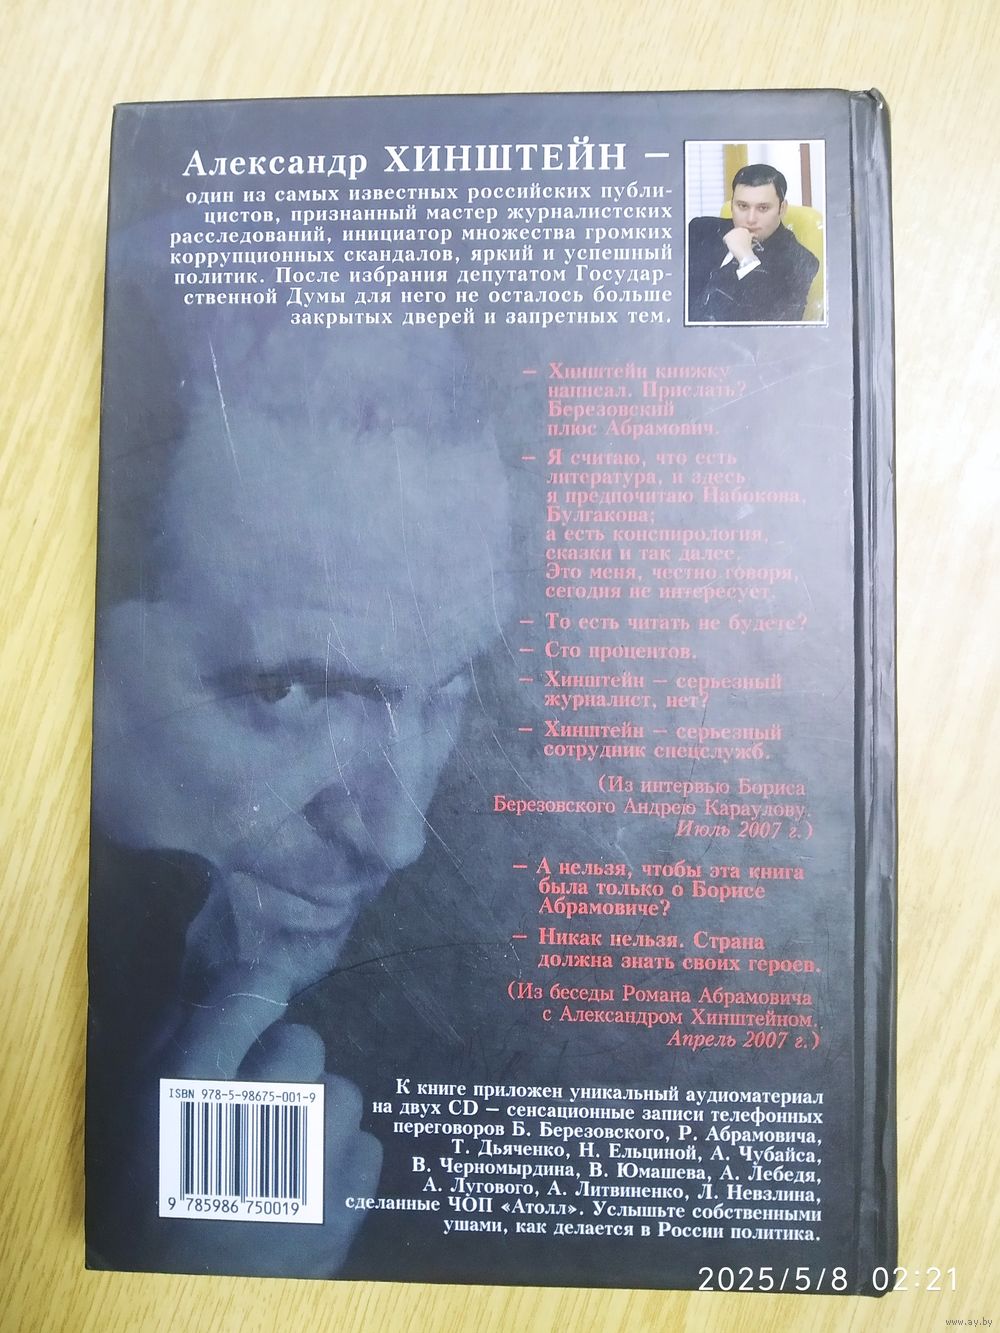 Александр ХИНШТЕЙН –
один из самых известных российских публи-
цистов, признанный мастер журналистских
расследований, инициатор множества громких
коррупционных скандалов, яркий и успешный
политик. После избрания депутатом Государ-
ственной Думы для него не осталось больше
закрытых дверей и запретных тем.
– Хинштейн книжку
написал. Прислать?
Березовский
плюс Абрамович.
– Я считаю, что есть
литература, и здесь
я предпочитаю Набокова,
Булгакова;
а есть конспирология,
сказки и так далее.
Это меня, честно говоря,
сегодня не интересует.
– То есть читать не будете?
– Сто процентов.
– Хинштейн – серьезный
журналист, нет?
– Хинштейн – серьезный
сотрудник спецслужб.
(Из интервью Бориса
Березовского Андрею Караулову.
Июль 2007 г.)
– А нельзя, чтобы эта книга
была только о Борисе
Абрамовиче?
– Никак нельзя. Страна
должна знать своих героев.
(Из беседы Романа Абрамовича
с Александром Хинштейном.
Апрель 2007 г.)
К книге приложен уникальный аудиоматериал
на двух CD – сенсационные записи телефонных
переговоров Б. Березовского, Р. Абрамовича,
Т. Дьяченко, Н. Ельциной, А. Чубайса,
В. Черномырдина, В. Юмашева, А. Лебедя,
А. Лугового, А. Литвиненко, Л. Невзлина,
сделанные ЧОП «Атолл». Услышьте собственными
ушами, как делается в России политика.
ISBN 978-5-98675-001-9
9 785986 750019
2025/5/8 02:21
www.ay.by